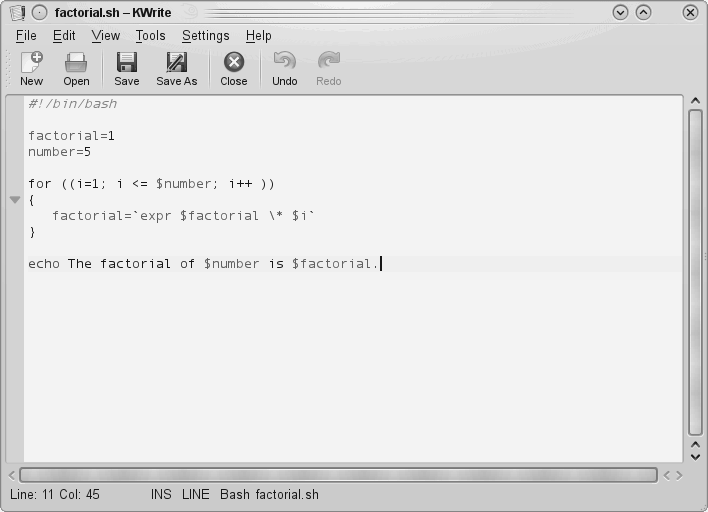 factorial.sh – KWrite
File Edit View Tools Settings Help
New Open Save Save As Close Undo Redo
#!/bin/bash
factorial=1
number=5
for ((i=1; i <= $number; i++ ))
{
factorial=`expr $factorial \* $i`
}
echo The factorial of $number is $factorial.
Line: 11 Col: 45 INS LINE Bash factorial.sh